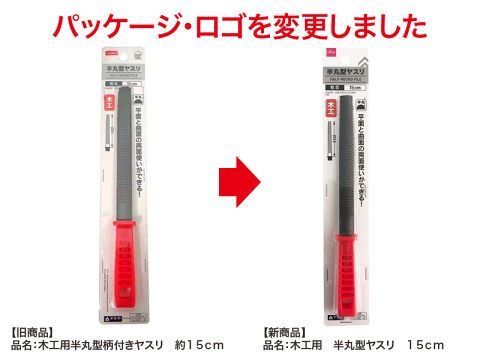 パッケージ・ロゴを変更しました
半丸型ヤスリ
HALF-ROUND FILE
15cm
木工
半丸
平面と曲面の両面使いができる!
半丸型ヤスリ
HALF-ROUND FILE
15cm
木工
半丸
平面と曲面の両面使いができる!
【旧商品】
品名:木工用半丸型柄付きヤスリ 約15cm
【新商品】
品名:木工用 半丸型ヤスリ 15cm